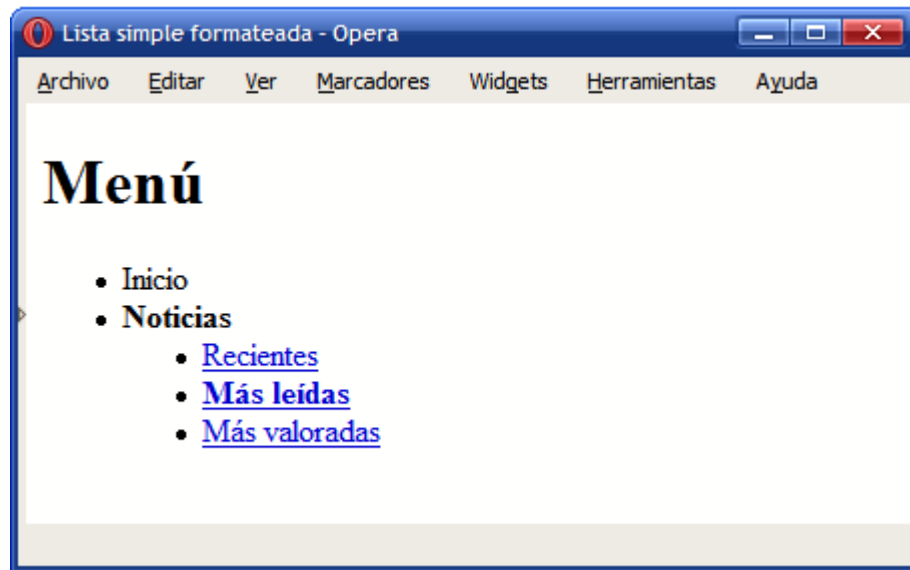 Lista simple formateada - Opera
Archivo Editar Ver Marcadores Widgets Herramientas Ayuda
Menú
Inicio
Noticias
Recientes
Más leídas
Más valoradas